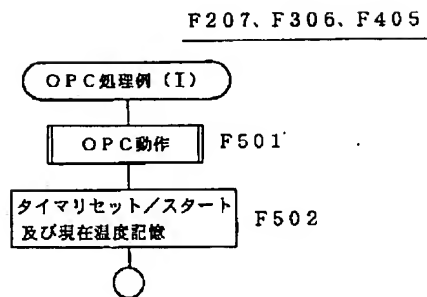 F207、F306、F405
OPC処理例(I)
OPC動作 F501
タイマリセット/スタート
及び現在温度記憶 F502